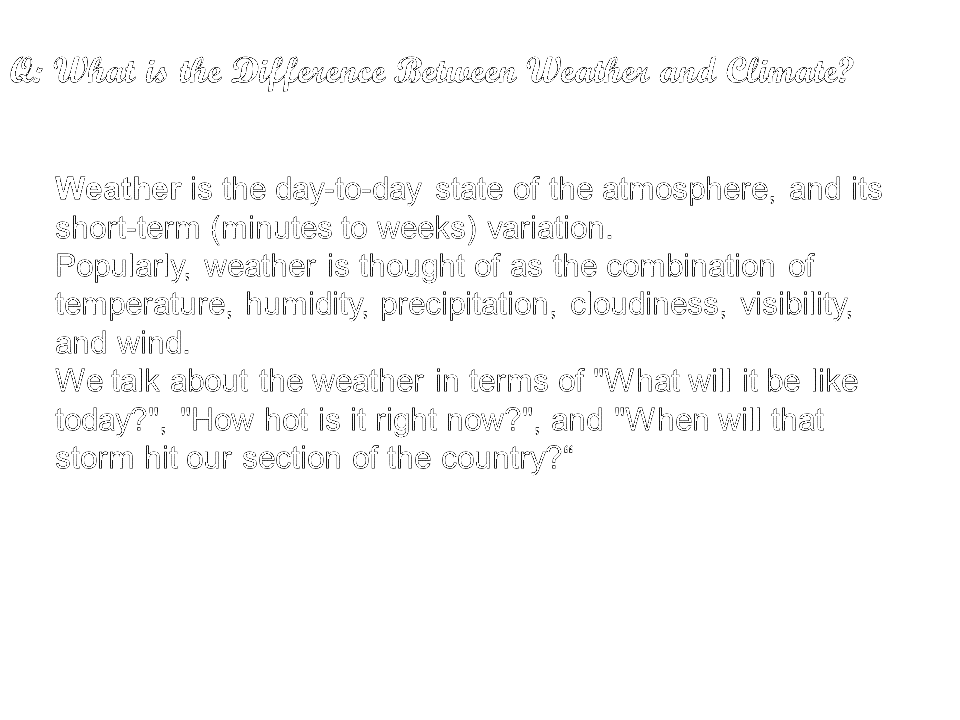 Q: What is the Difference Between Weather and Climate?
Weather is the day-to-day state of the atmosphere, and its
short-term (minutes to weeks) variation.
Popularly, weather is thought of as the combination of
temperature, humidity, precipitation, cloudiness, visibility,
and wind.
We talk about the weather in terms of "What will it be like
today?", "How hot is it right now?", and "When will that
storm hit our section of the country?“